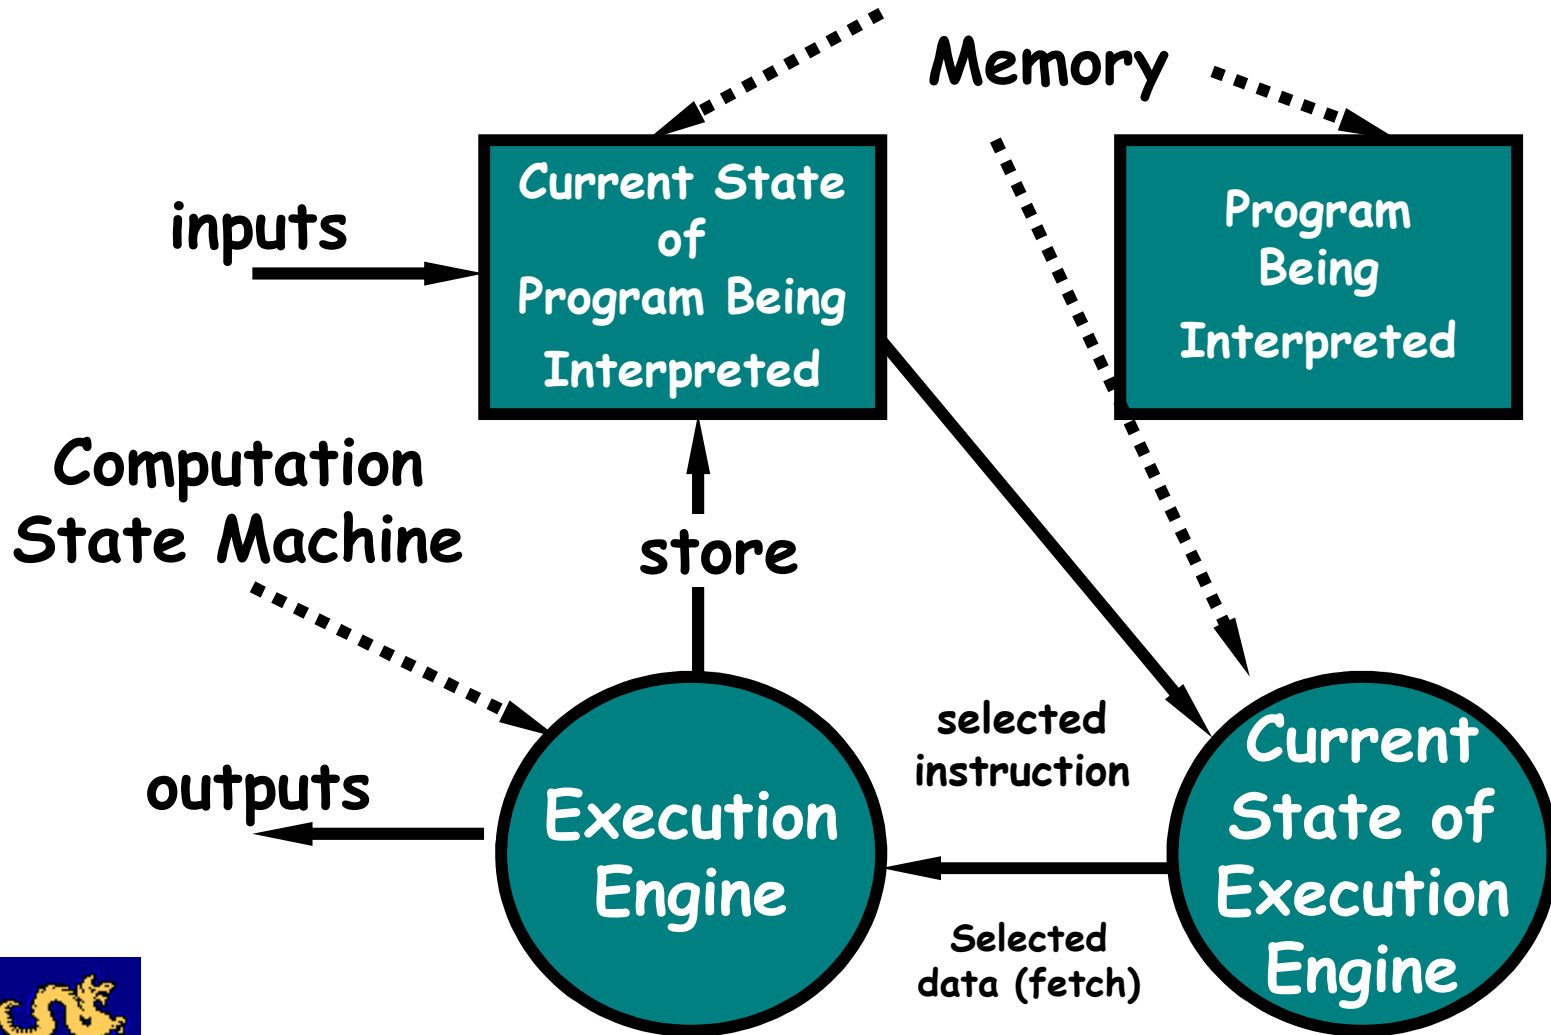 Memory
Current State
of
Program Being
Interpreted
Program
Being
Interpreted
inputs
Computation
State Machine
store
selected
instruction
Current
State of
Execution
Engine
outputs
Execution
Engine
Selected
data (fetch)